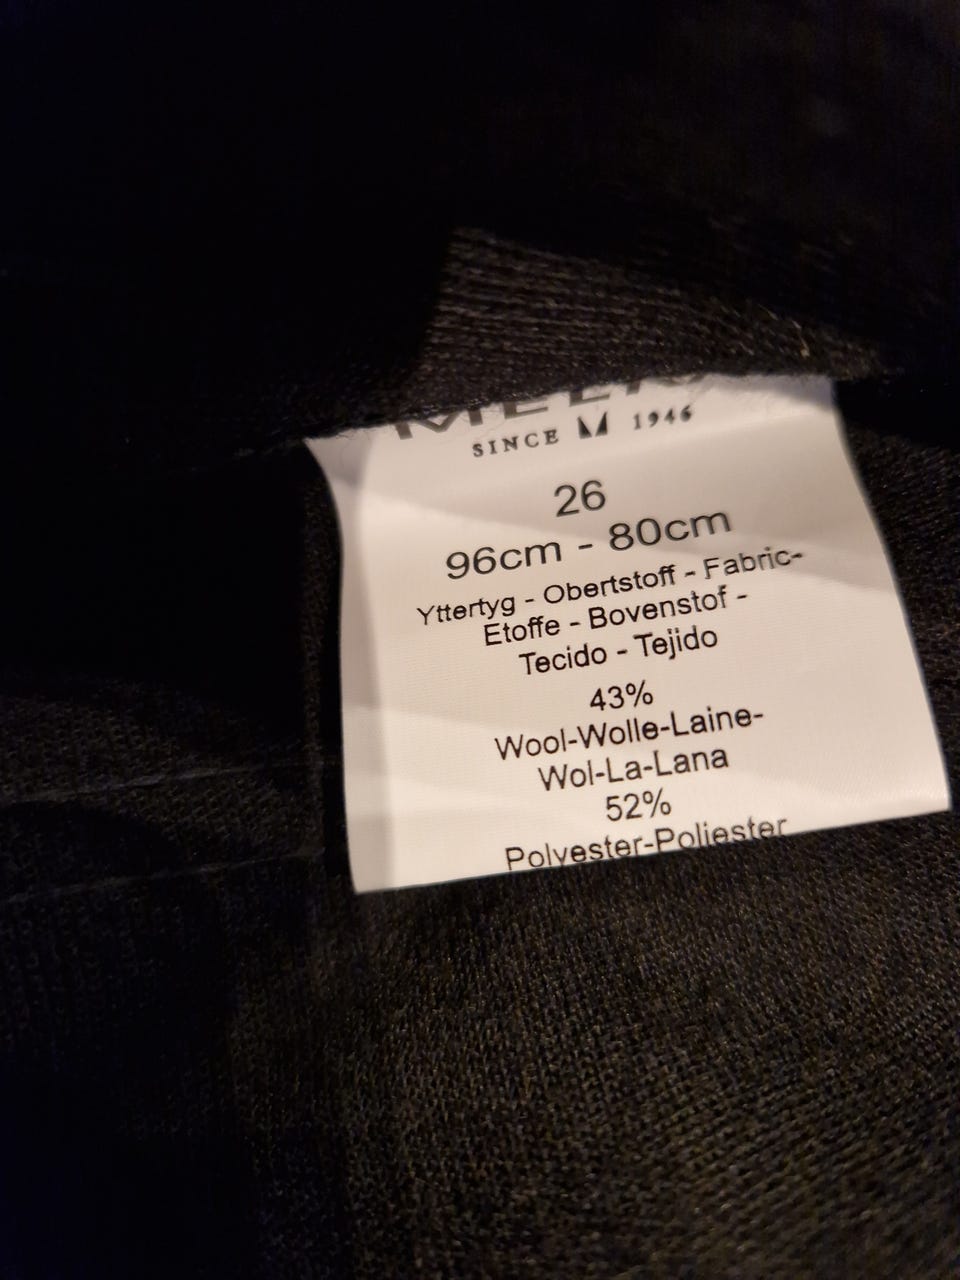 SINCE M 1946
26
96cm - 80cm
Yttertyg - Obertstoff - Fabric-
Etoffe - Bovenstof -
Tecido - Tejido
43%
Wool-Wolle-Laine-
Wol-La-Lana
52%
Polyester-Poliester